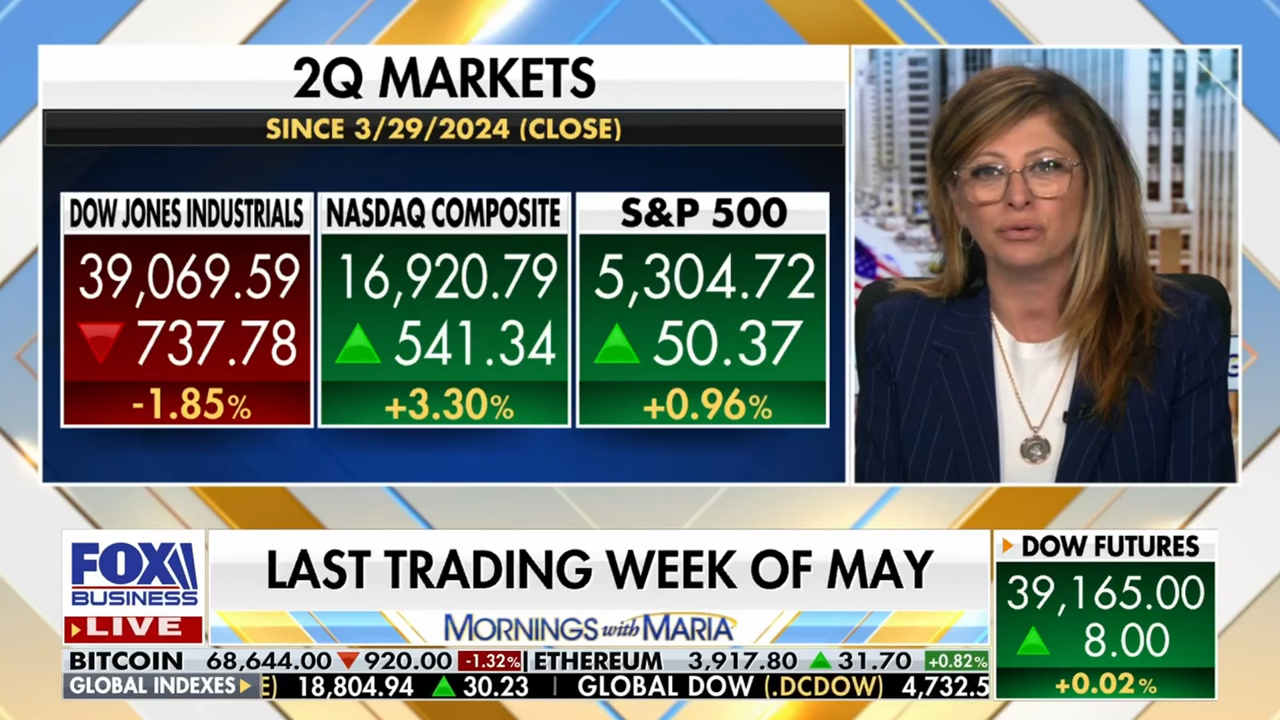 2Q MARKETS
SINCE 3/29/2024 (CLOSE)
DOW JONES INDUSTRIALS
39,069.59
737.78
-1.85%
NASDAQ COMPOSITE
16,920.79
541.34
+3.30%
S&P 500
5,304.72
50.37
+0.96%
FOX
BUSINESS
LIVE
LAST TRADING WEEK OF MAY
MORNINGS with MARIA
DOW FUTURES
39,165.00
8.00
+0.02%
BITCOIN 68,644.00 920.00 -1.32% ETHEREUM 3,917.80 31.70 +0.82%
GLOBAL INDEXES E) 18,804.94 30.23 | GLOBAL DOW (.DCDOW) 4,732.5